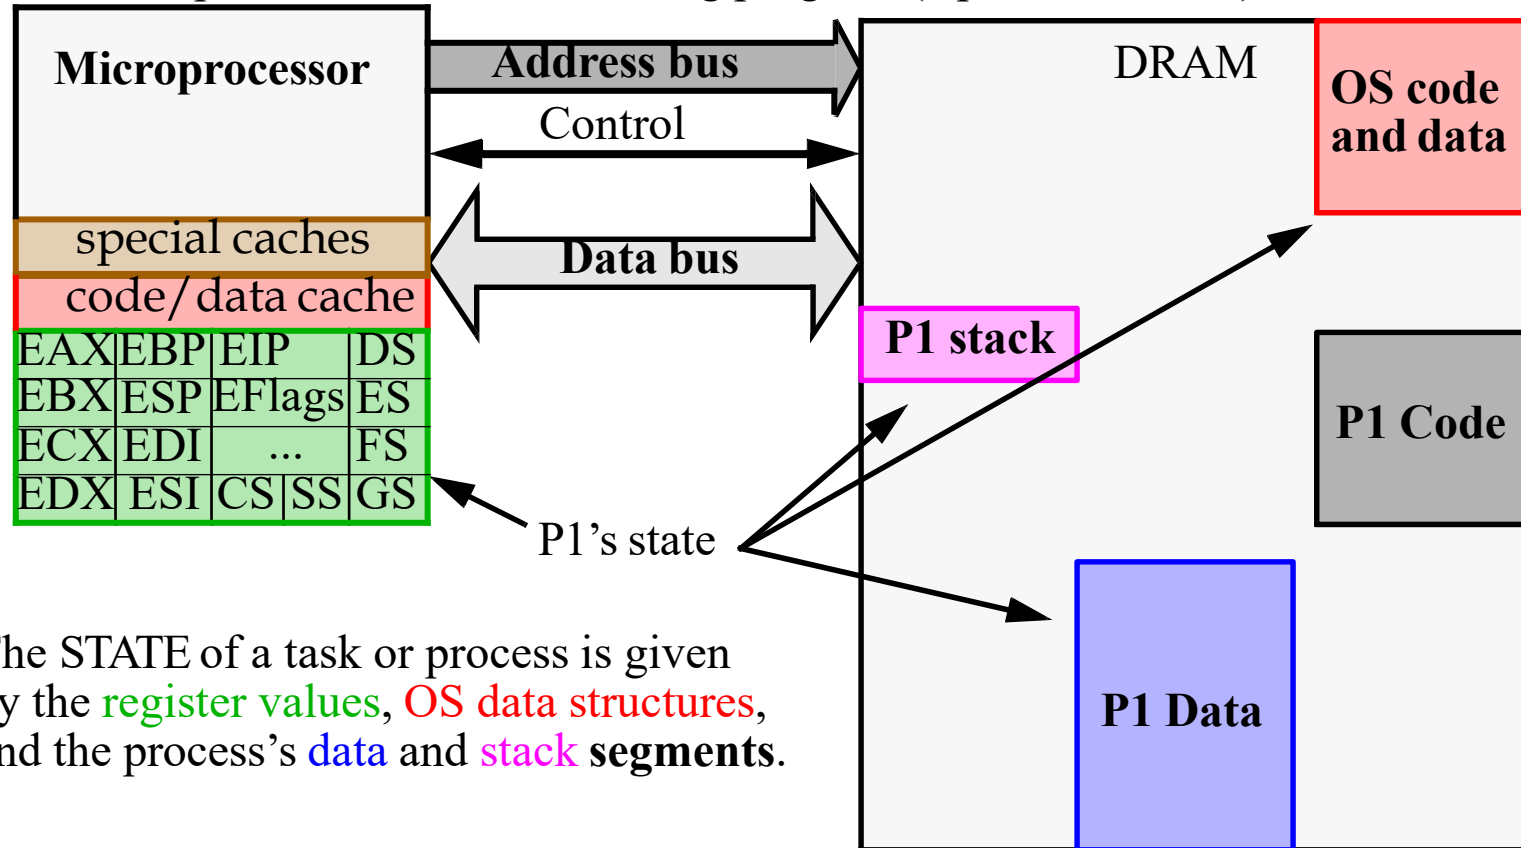 Microprocessor
Address bus
Control
Data bus
special caches
code/data cache
EAX EBP EIP DS
EBX ESP EFlags ES
ECX EDI ... FS
EDX ESI CS SS GS
DRAM
OS code
and data
P1 stack
P1 Code
P1's state
P1 Data
The STATE of a task or process is given
by the register values, OS data structures,
and the process's data and stack segments.